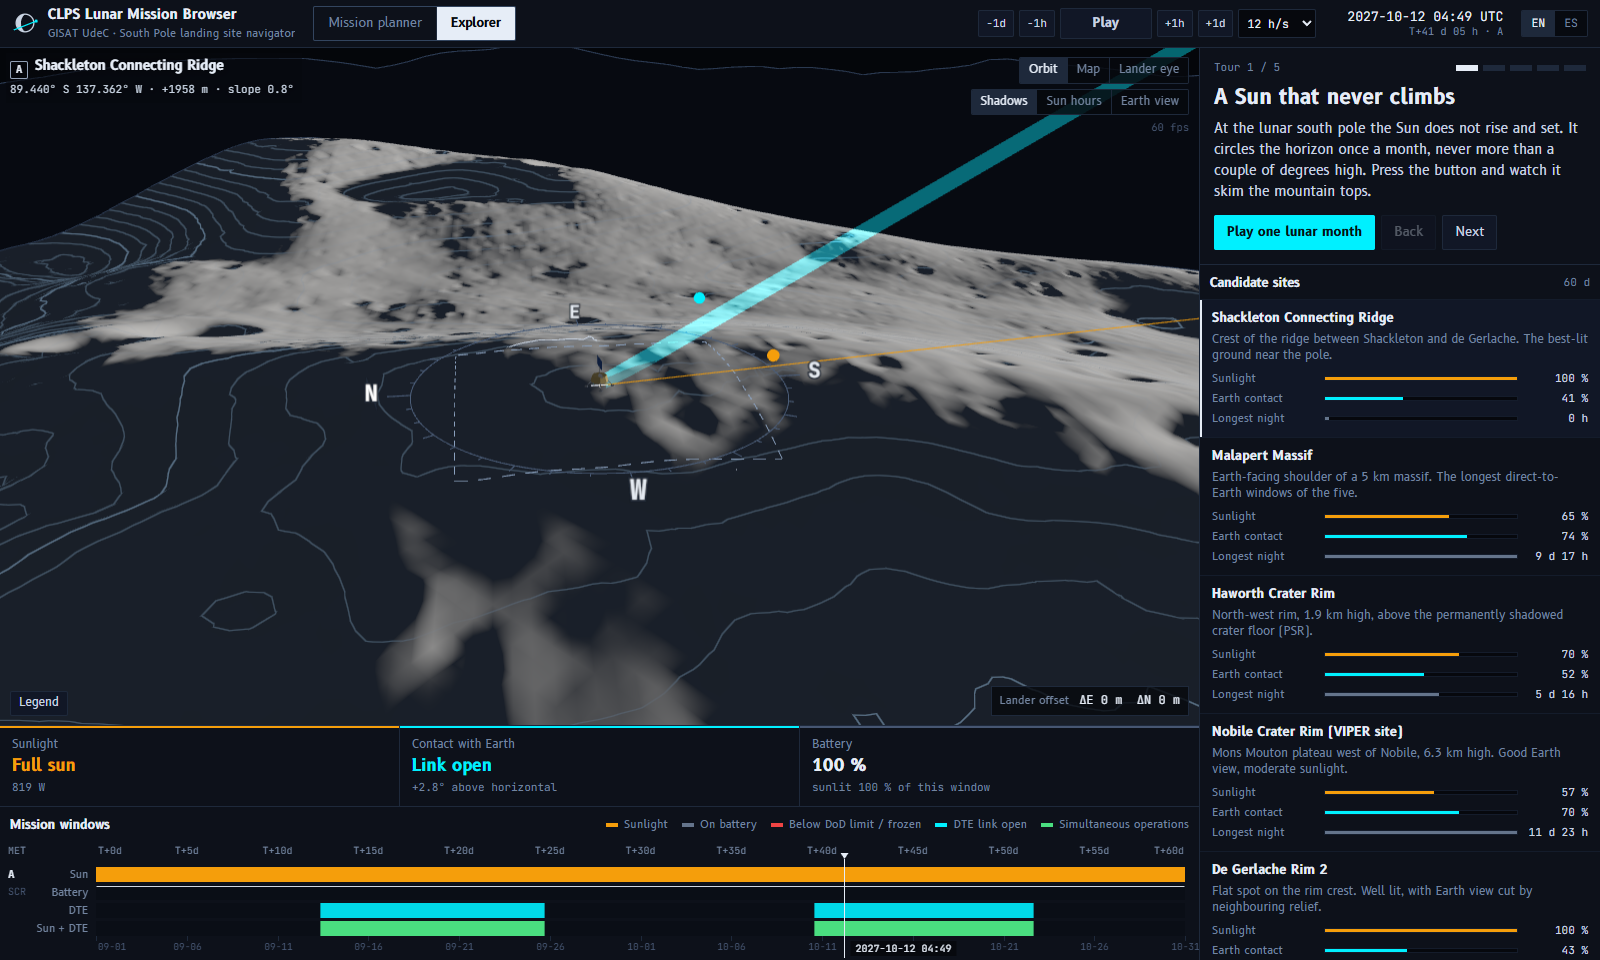 CLPS Lunar Mission Browser
GISAT UdeC · South Pole landing site navigator
Mission planner
Explorer
-1d
-1h
Play
+1h
+1d
12 h/s
2027-10-12 04:49 UTC
T+41 d 05 h · A
EN
ES
A
Shackleton Connecting Ridge
89.440° S 137.362° W · +1958 m · slope 0.8°
Orbit
Map
Lander eye
Shadows
Sun hours
Earth view
60 fps
E
N
S
W
Legend
Lander offset ΔE 0 m ΔN 0 m
Tour 1 / 5
A Sun that never climbs
At the lunar south pole the Sun does not rise and set. It
circles the horizon once a month, never more than a
couple of degrees high. Press the button and watch it
skim the mountain tops.
Play one lunar month
Back
Next
Candidate sites
60 d
Shackleton Connecting Ridge
Crest of the ridge between Shackleton and de Gerlache. The best-lit
ground near the pole.
Sunlight 100 %
Earth contact 41 %
Longest night 0 h
Malapert Massif
Earth-facing shoulder of a 5 km massif. The longest direct-to-
Earth windows of the five.
Sunlight 65 %
Earth contact 74 %
Longest night 9 d 17 h
Haworth Crater Rim
North-west rim, 1.9 km high, above the permanently shadowed
crater floor (PSR).
Sunlight 70 %
Earth contact 52 %
Longest night 5 d 16 h
Nobile Crater Rim (VIPER site)
Mons Mouton plateau west of Nobile, 6.3 km high. Good Earth
view, moderate sunlight.
Sunlight 57 %
Earth contact 70 %
Longest night 11 d 23 h
De Gerlache Rim 2
Flat spot on the rim crest. Well lit, with Earth view cut by
neighbouring relief.
Sunlight 100 %
Earth contact 43 %
Sunlight
Full sun
819 W
Contact with Earth
Link open
+2.8° above horizontal
Battery
100 %
sunlit 100 % of this window
Mission windows
Sunlight
On battery
Below DoD limit / frozen
DTE link open
Simultaneous operations
MET T+0d T+5d T+10d T+15d T+20d T+25d T+30d T+35d T+40d T+45d T+50d T+55d T+60d
A Sun
SCR Battery
DTE
Sun + DTE
09-01 09-06 09-11 09-16 09-21 09-26 10-01 10-06 10-11 2027-10-12 04:49 10-21 10-26 10-31